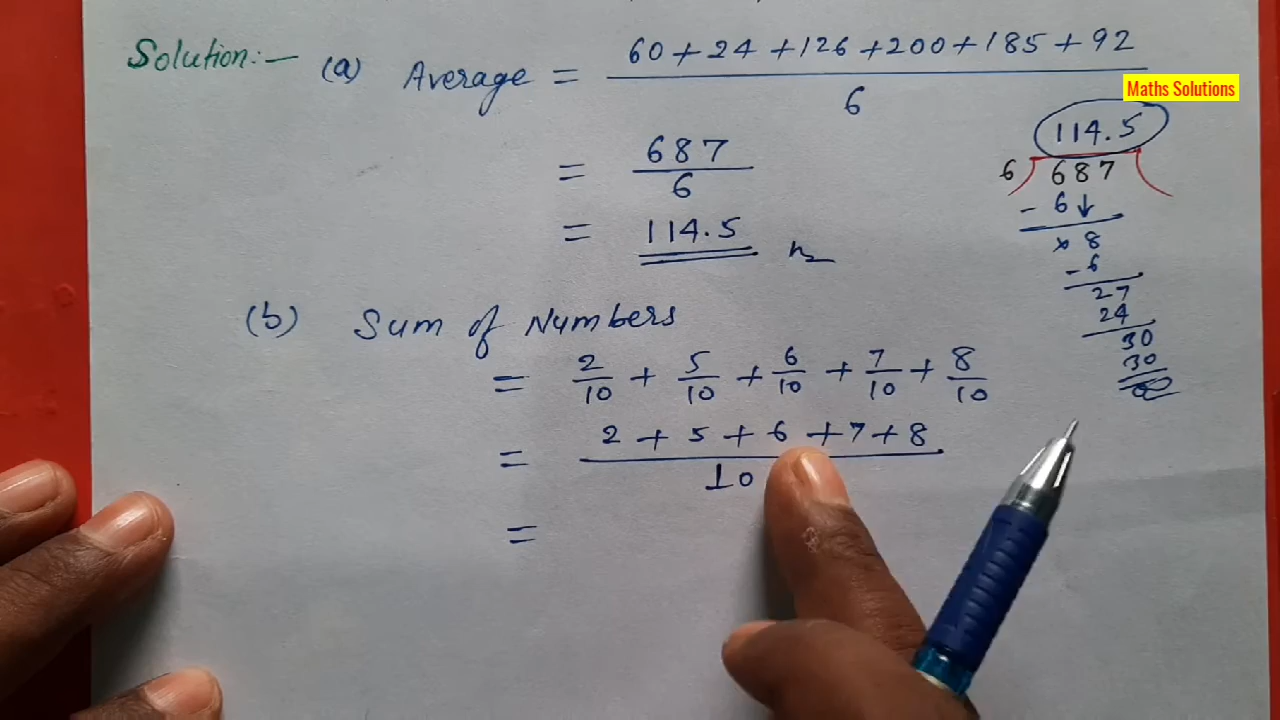 Solution:- (a) Average = 60+24+126+200+185+92 / 6
Maths Solutions
= 687 / 6
= 114.5
114.5
6 687
- 6↓
× 8
- 6
27
24
30
30
(b) Sum of Numbers
= 2/10 + 5/10 + 6/10 + 7/10 + 8/10
= 2 + 5 + 6 + 7 + 8 / 10
=